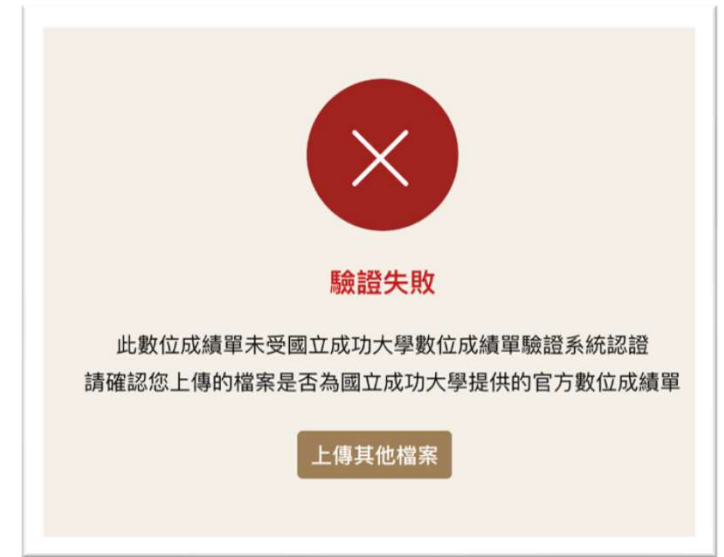 驗證失敗
此數位成績單未受國立成功大學數位成績單驗證系統認證
請確認您上傳的檔案是否為國立成功大學提供的官方數位成績單
上傳其他檔案